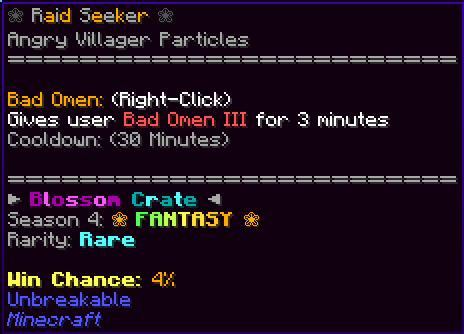 ❀ Raid Seeker ❀
Angry Villager Particles
==============================
Bad Omen: (Right-Click)
Gives user Bad Omen III for 3 minutes
Cooldown: (30 Minutes)
==============================
► Blossom Crate ◄
Season 4: ❀ FANTASY ❀
Rarity: Rare
Win Chance: 4%
Unbreakable
Minecraft